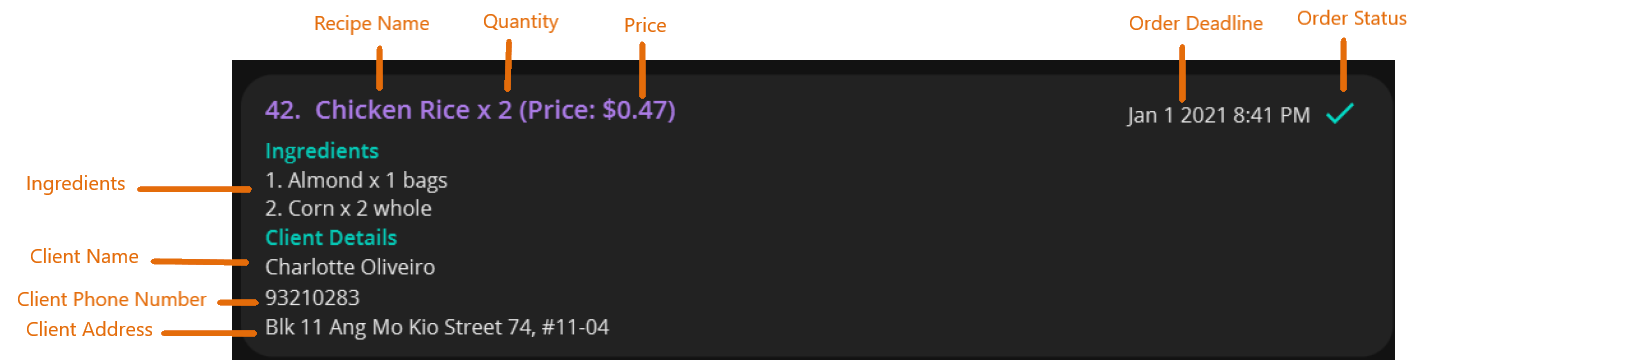 Recipe Name
Quantity
Price
Order Deadline
Order Status
42. Chicken Rice x 2 (Price: $0.47)
Jan 1 2021 8:41 PM
Ingredients
Ingredients
1. Almond x 1 bags
2. Corn x 2 whole
Client Details
Client Name
Charlotte Oliveiro
Client Phone Number
93210283
Client Address
Blk 11 Ang Mo Kio Street 74, #11-04